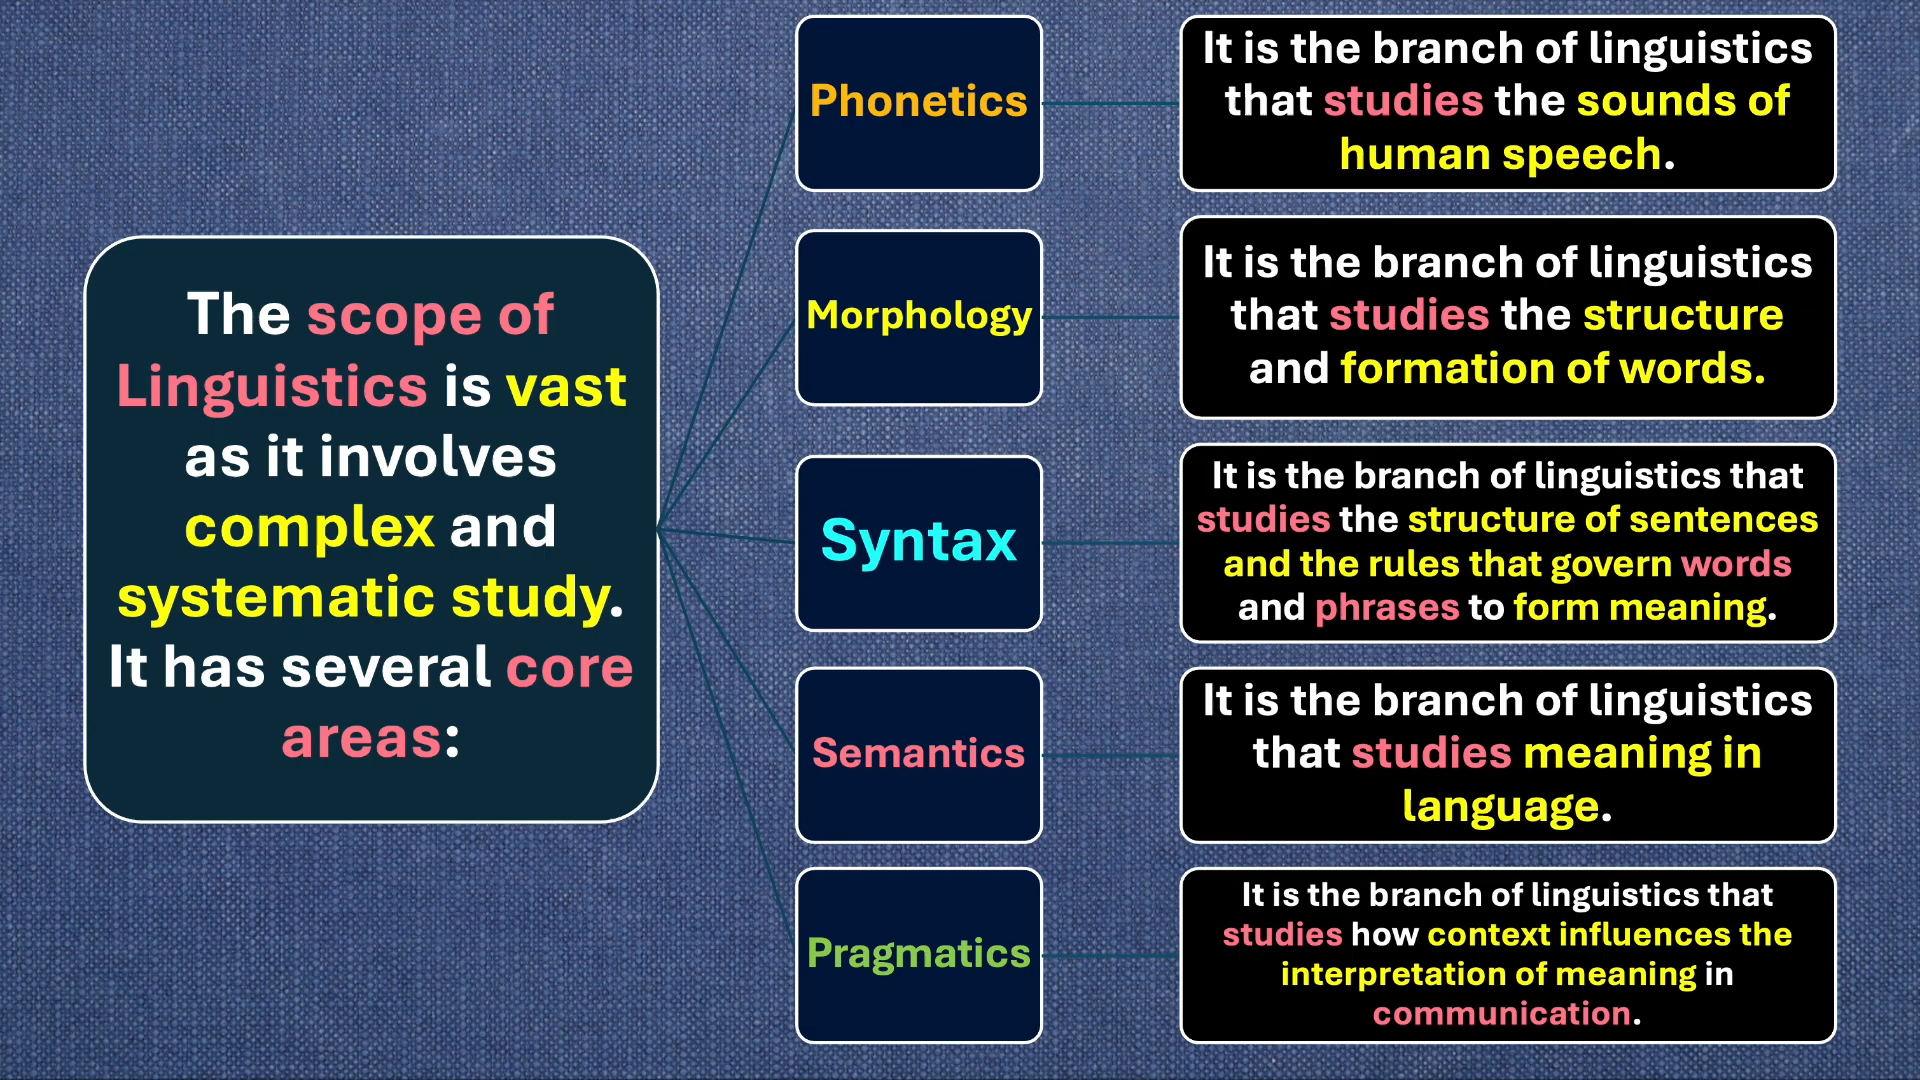 The scope of
Linguistics is vast
as it involves
complex and
systematic study.
It has several core
areas:
Phonetics
It is the branch of linguistics
that studies the sounds of
human speech.
Morphology
It is the branch of linguistics
that studies the structure
and formation of words.
Syntax
It is the branch of linguistics that
studies the structure of sentences
and the rules that govern words
and phrases to form meaning.
Semantics
It is the branch of linguistics
that studies meaning in
language.
Pragmatics
It is the branch of linguistics that
studies how context influences the
interpretation of meaning in
communication.